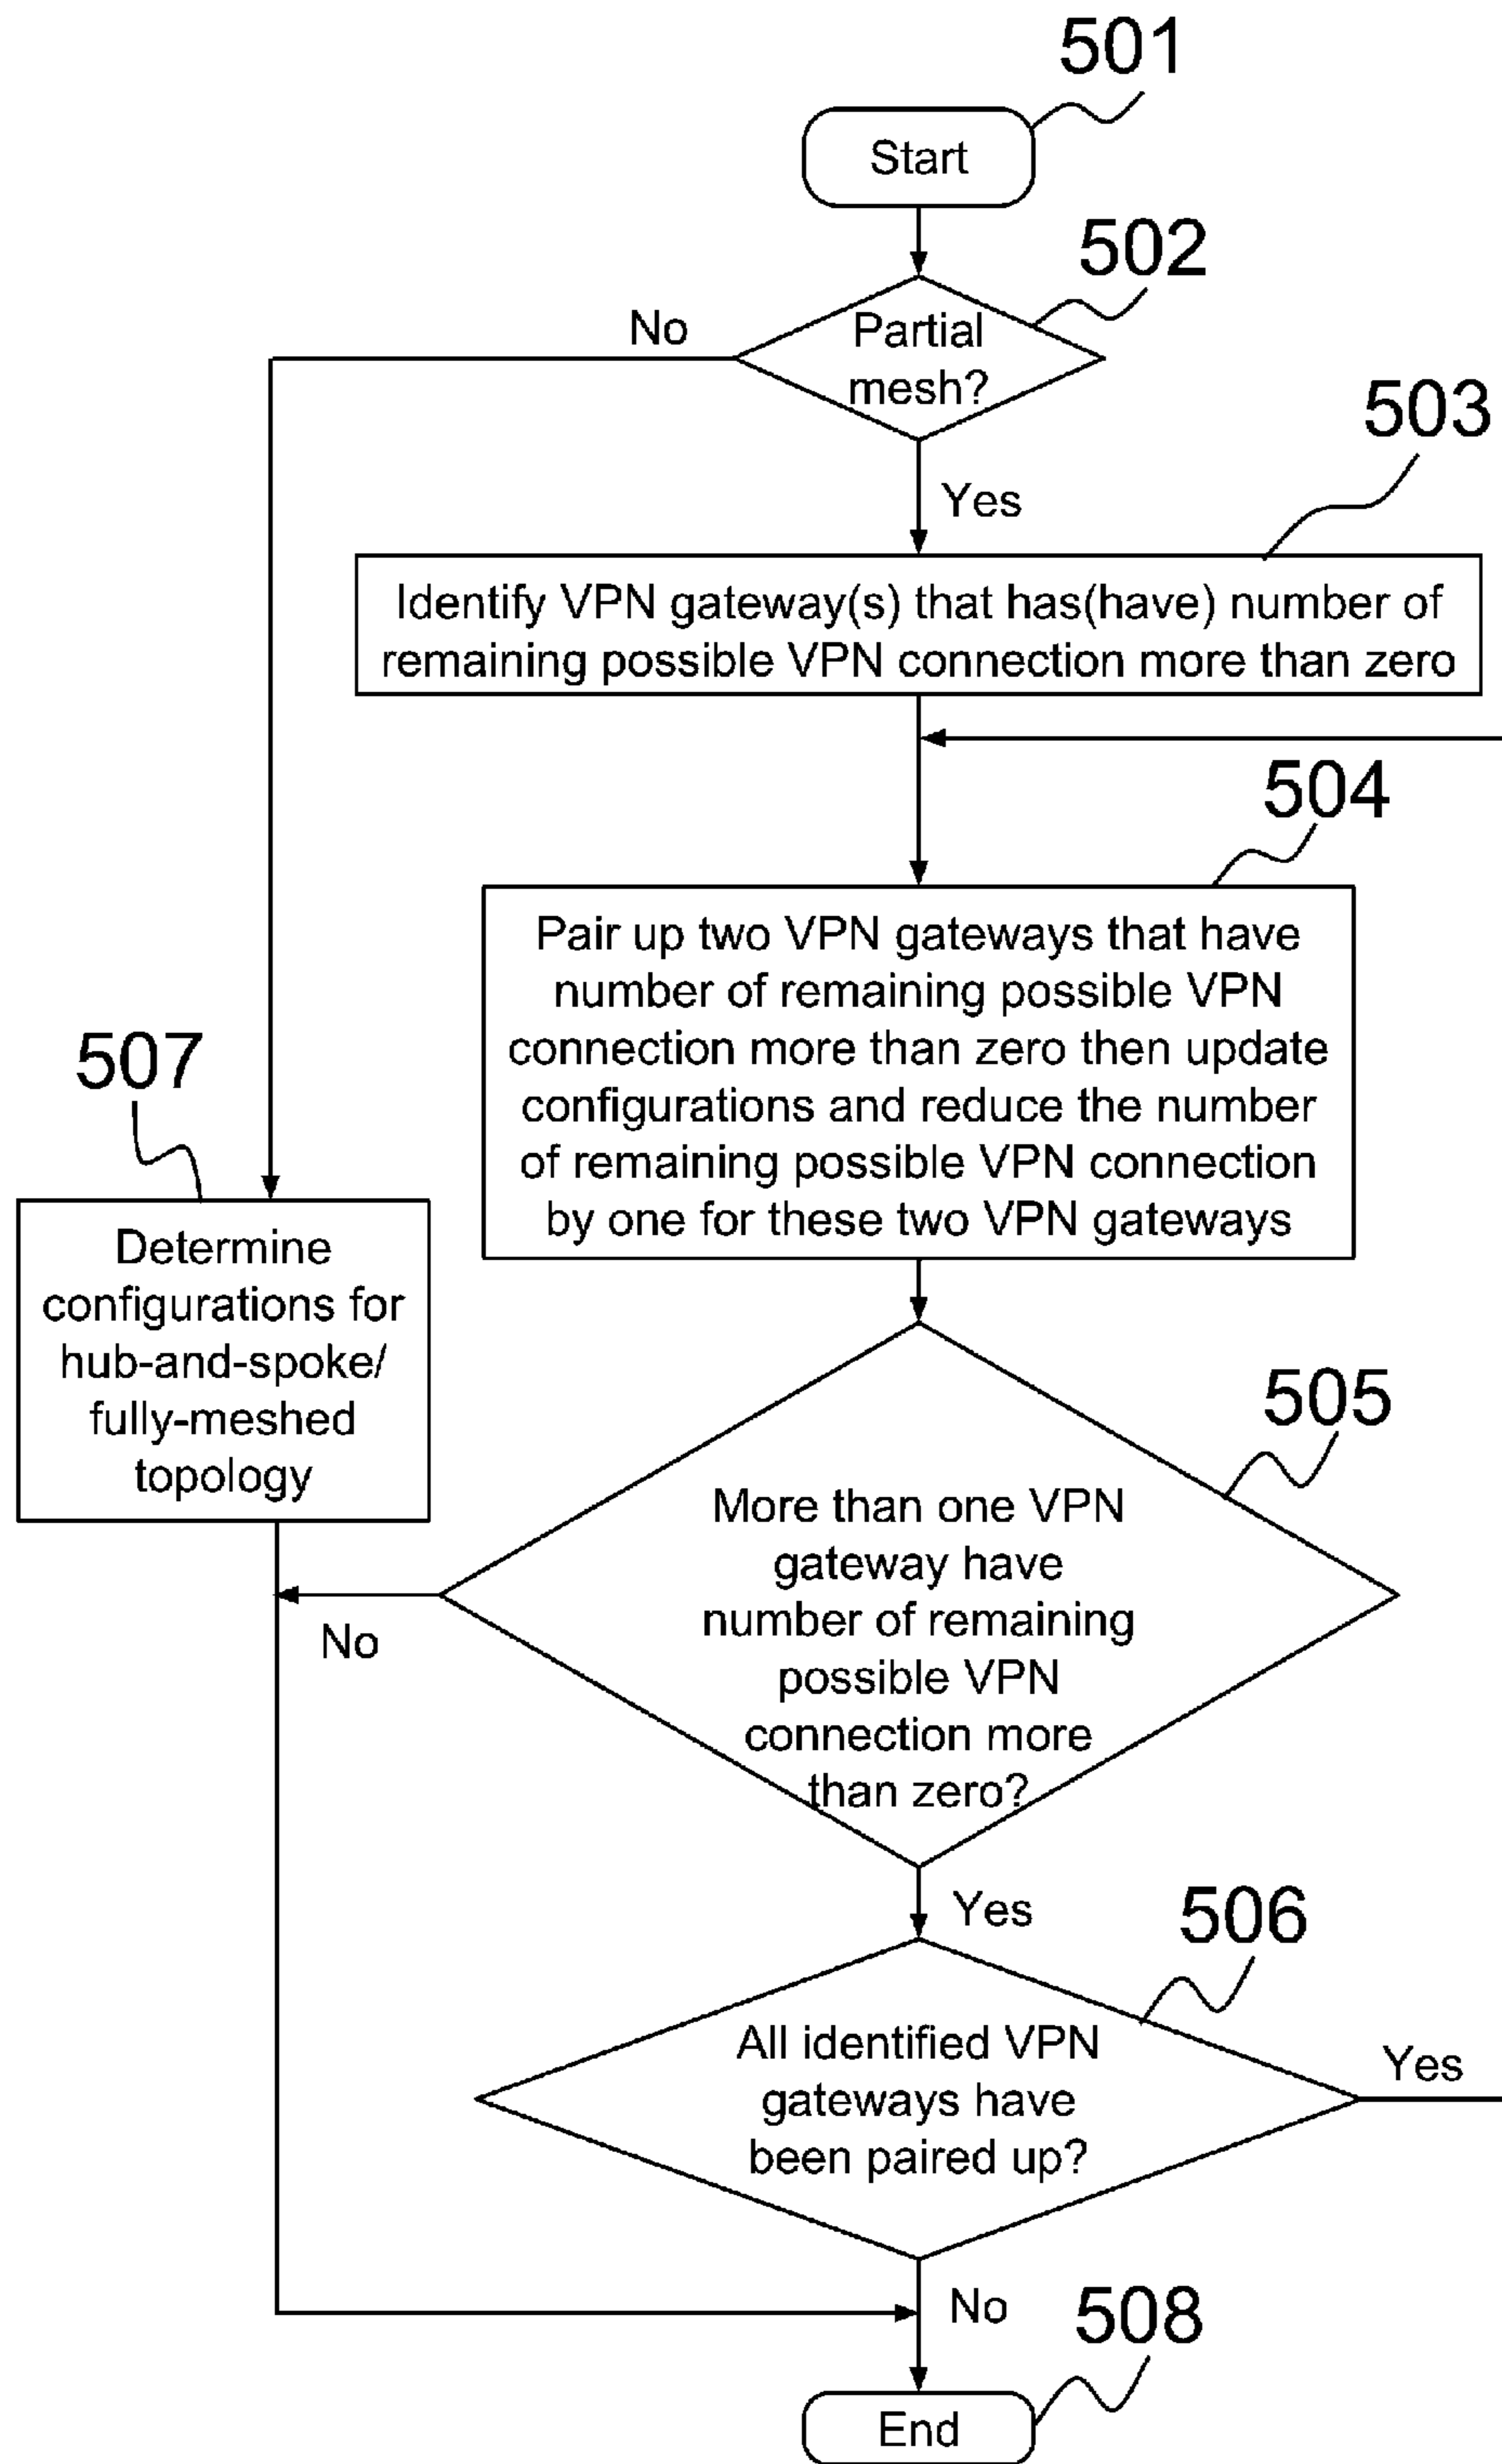 501
Start
502
No
Partial
mesh?
503
Yes
Identify VPN gateway(s) that has(have) number of
remaining possible VPN connection more than zero
504
Pair up two VPN gateways that have
number of remaining possible VPN
connection more than zero then update
configurations and reduce the number
of remaining possible VPN connection
by one for these two VPN gateways
507
Determine
configurations for
hub-and-spoke/
fully-meshed
topology
505
More than one VPN
gateway have
number of remaining
possible VPN
connection more
than zero?
No
Yes
506
All identified VPN
gateways have
been paired up?
Yes
No
508
End